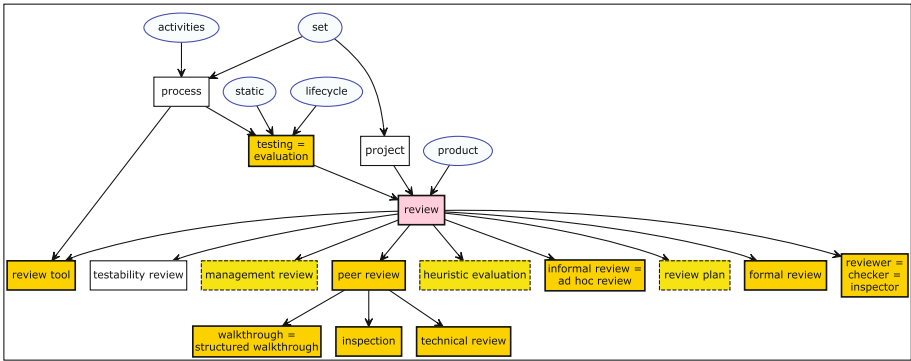 activities
set
process
static
lifecycle
testing =
evaluation
project
product
review
review tool
testability review
management review
peer review
heuristic evaluation
informal review =
ad hoc review
review plan
formal review
reviewer =
checker =
inspector
walkthrough =
structured walkthrough
inspection
technical review